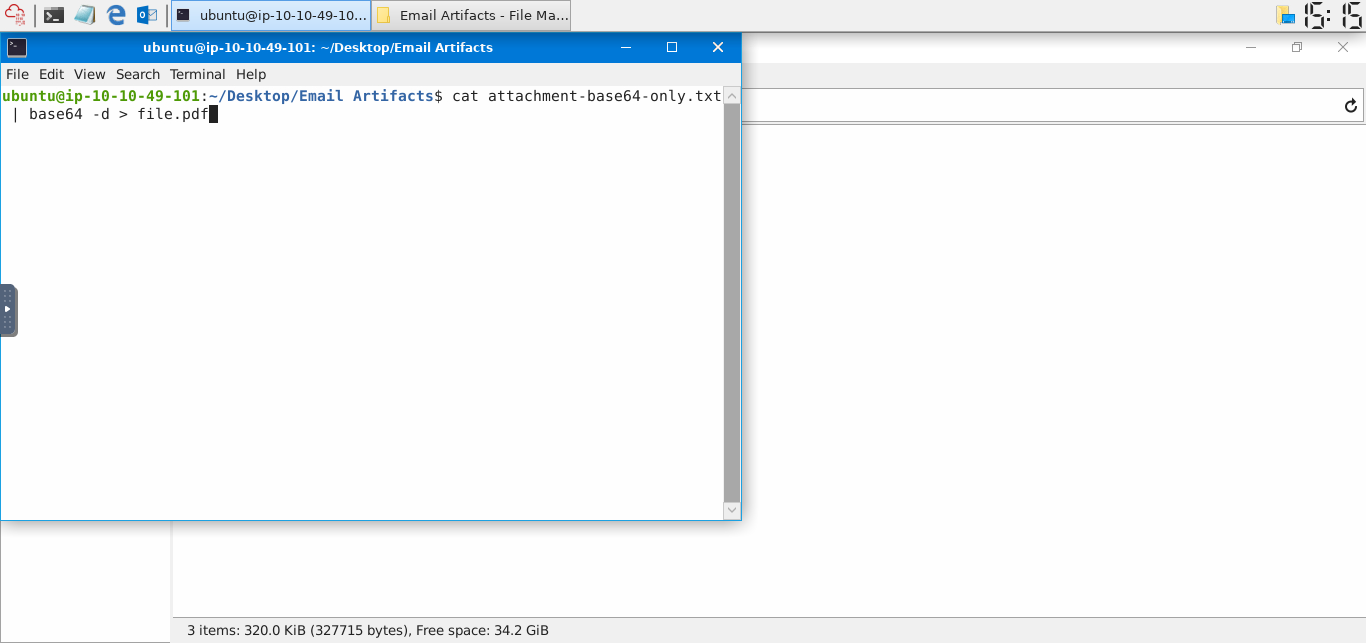 ubuntu@ip-10-10-49-10...
Email Artifacts - File Ma...
15:15
ubuntu@ip-10-10-49-101: ~/Desktop/Email Artifacts
File Edit View Search Terminal Help
ubuntu@ip-10-10-49-101:~/Desktop/Email Artifacts$ cat attachment-base64-only.txt
| base64 -d > file.pdf
3 items: 320.0 KiB (327715 bytes), Free space: 34.2 GiB